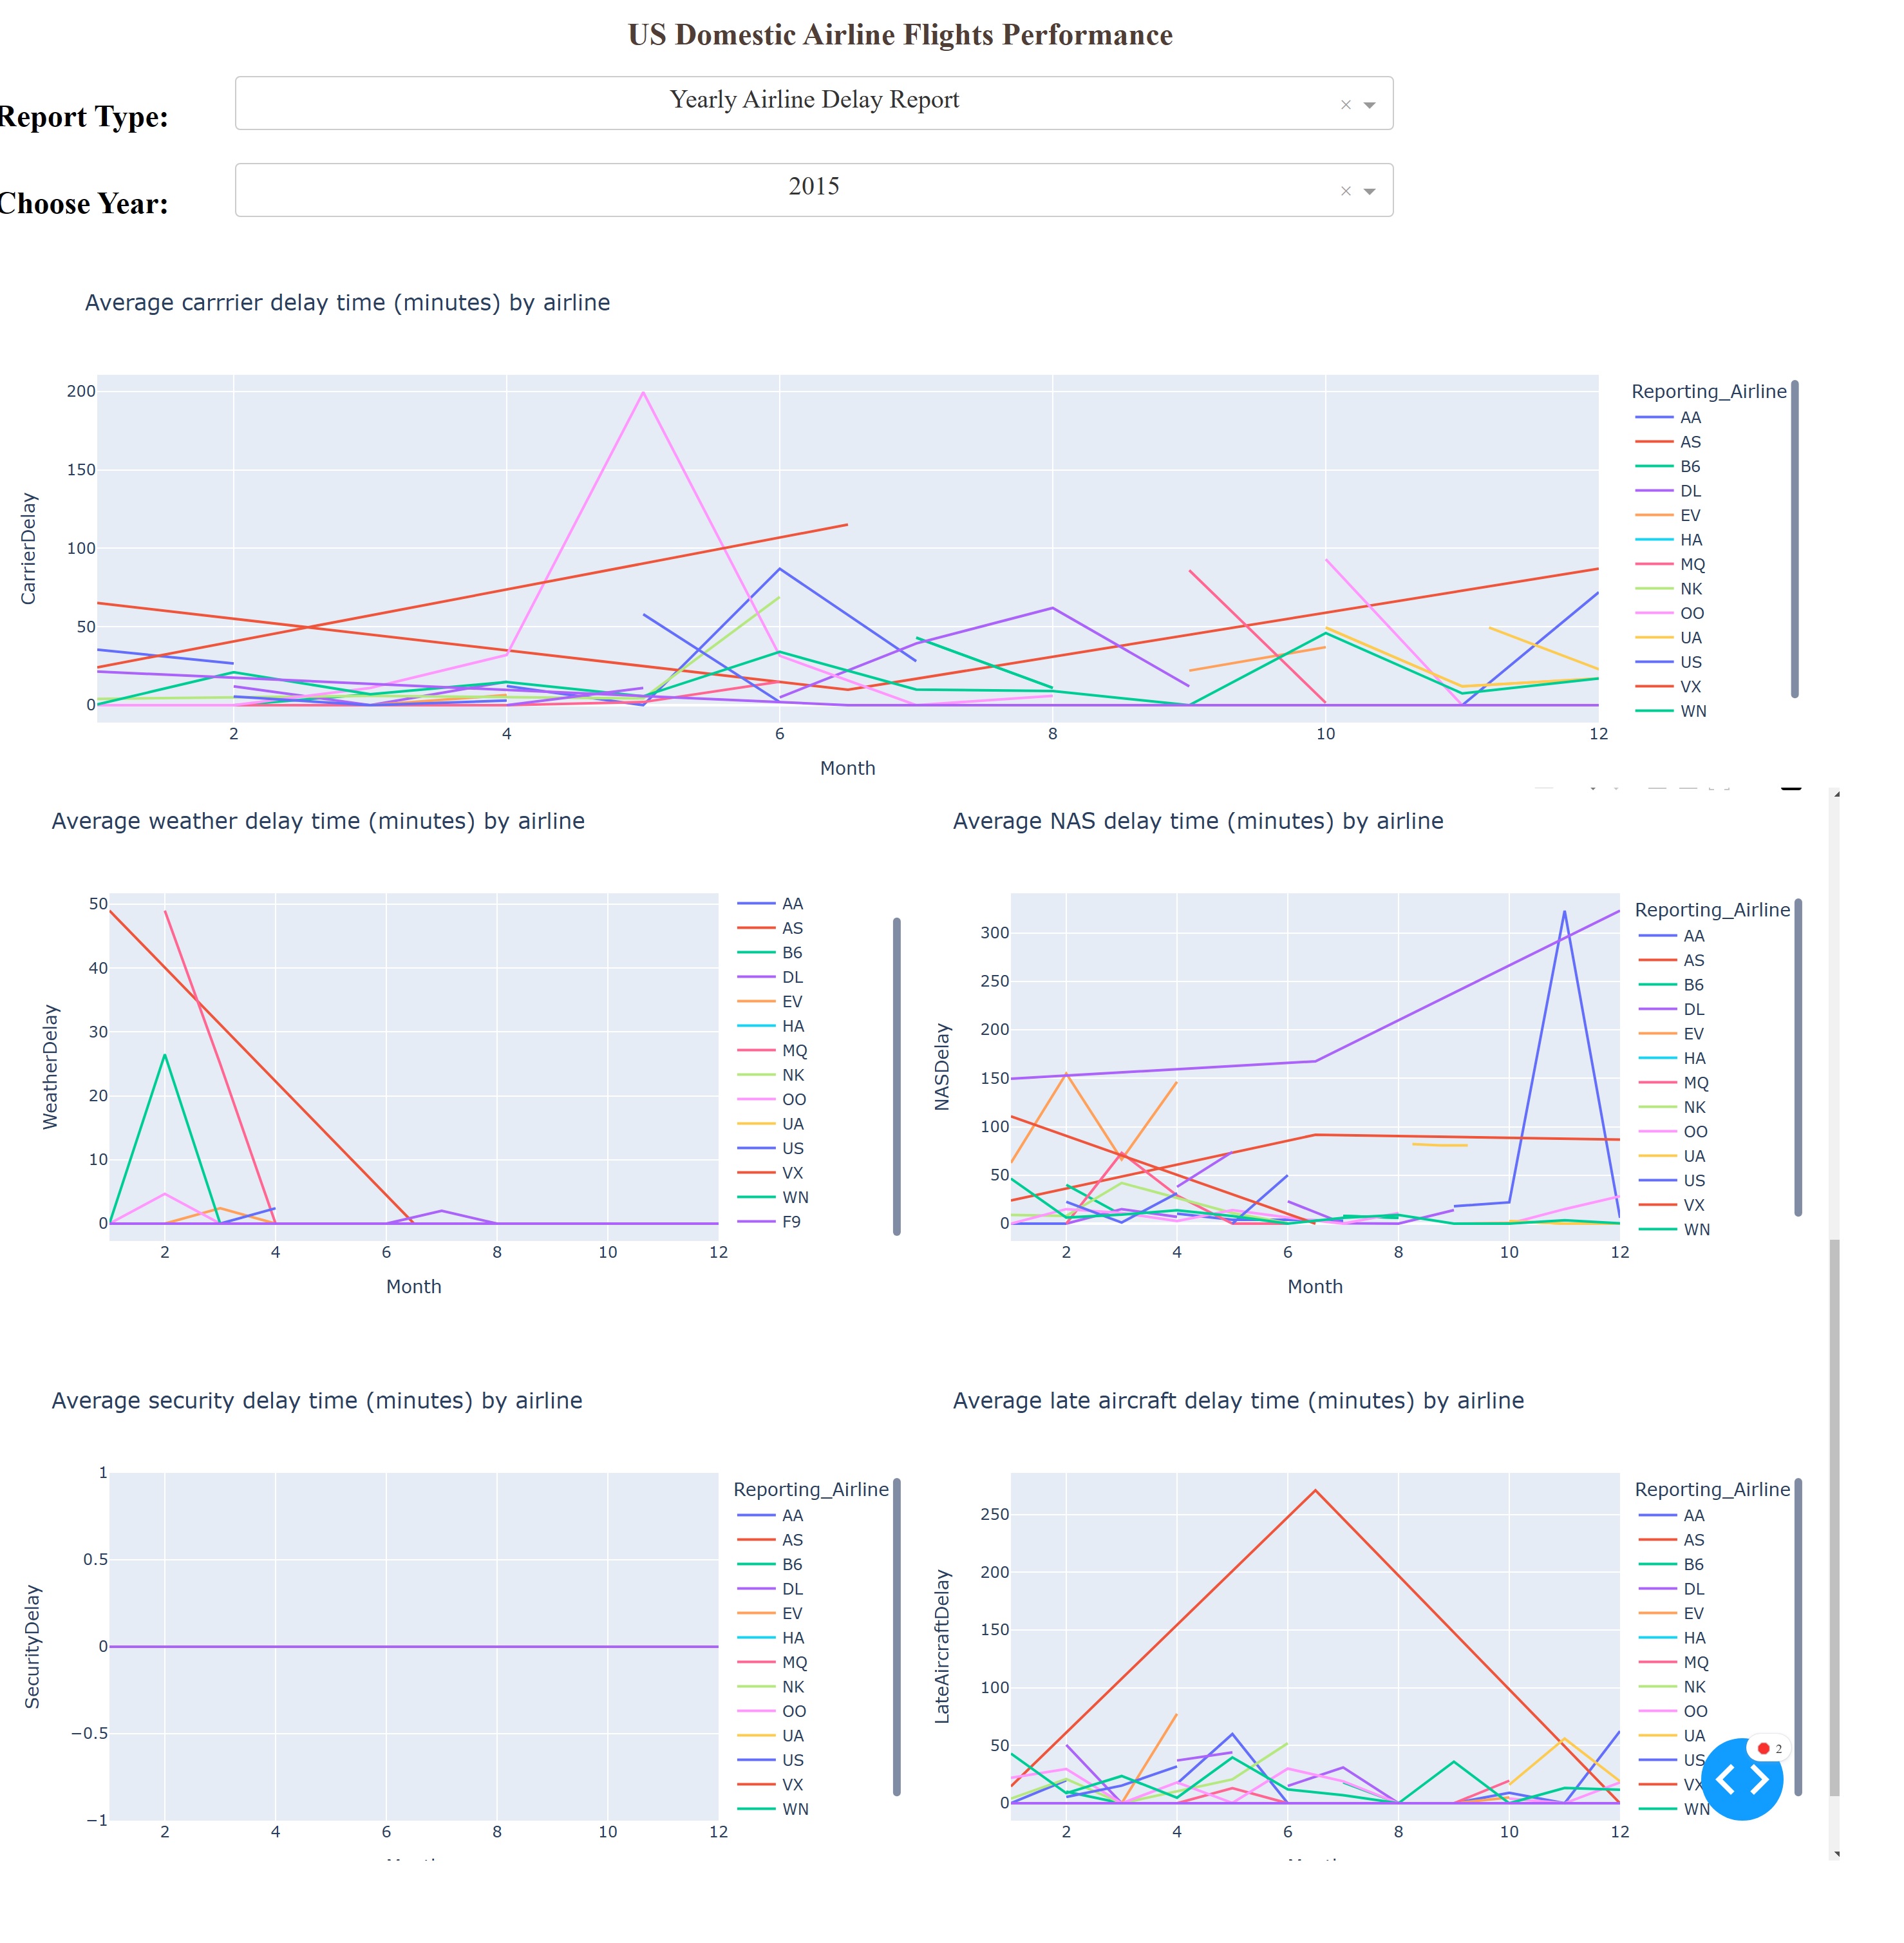 US Domestic Airline Flights Performance
Report Type:
Yearly Airline Delay Report
×
Choose Year:
2015
×
Average carrrier delay time (minutes) by airline
200
150
100
50
0
CarrierDelay
2 4 6 8 10 12
Month
Reporting_Airline
AA
AS
B6
DL
EV
HA
MQ
NK
OO
UA
US
VX
WN
Average weather delay time (minutes) by airline
50
40
30
20
10
0
WeatherDelay
2 4 6 8 10 12
Month
AA
AS
B6
DL
EV
HA
MQ
NK
OO
UA
US
VX
WN
F9
Average NAS delay time (minutes) by airline
300
250
200
150
100
50
0
NASDelay
2 4 6 8 10 12
Month
Reporting_Airline
AA
AS
B6
DL
EV
HA
MQ
NK
OO
UA
US
VX
WN
Average security delay time (minutes) by airline
1
0.5
0
−0.5
−1
SecurityDelay
2 4 6 8 10 12
Reporting_Airline
AA
AS
B6
DL
EV
HA
MQ
NK
OO
UA
US
VX
WN
Average late aircraft delay time (minutes) by airline
250
200
150
100
50
0
LateAircraftDelay
2 4 6 8 10 12
Reporting_Airline
AA
AS
B6
DL
EV
HA
MQ
NK
OO
UA
US
VX
WN
2